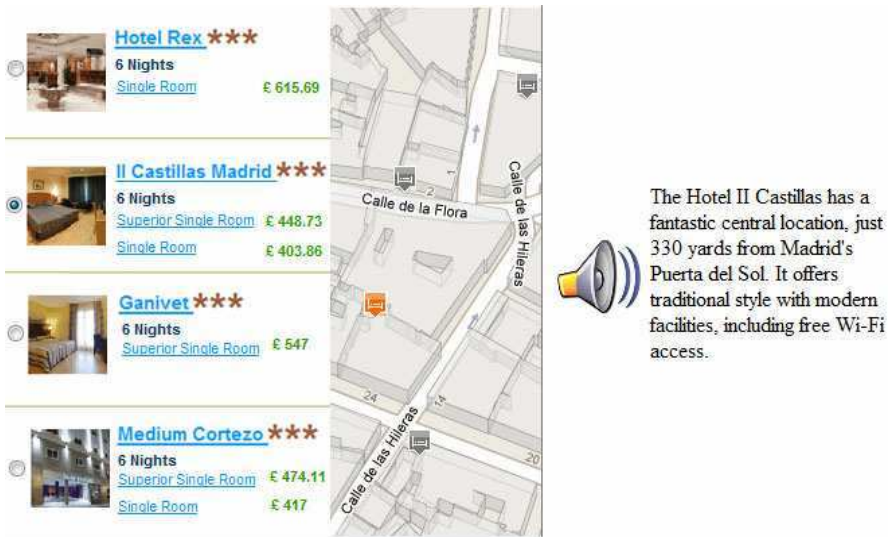 Hotel Rex ***
6 Nights
Single Room £ 615.69
II Castillas Madrid ***
6 Nights
Superior Single Room £ 448.73
Single Room £ 403.86
Ganivet ***
6 Nights
Superior Single Room £ 547
Medium Cortezo ***
6 Nights
Superior Single Room £ 474.11
Single Room £ 417
1
2
Calle de la Flora
Calle de las Hileras
24
14
Calle de las Hileras
20
The Hotel II Castillas has a
fantastic central location, just
330 yards from Madrid's
Puerta del Sol. It offers
traditional style with modern
facilities, including free Wi-Fi
access.